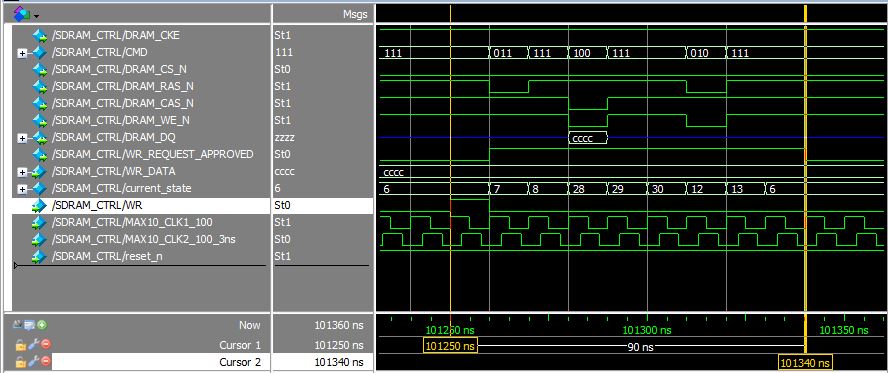 Msgs
/SDRAM_CTRL/DRAM_CKE St1
/SDRAM_CTRL/CMD 111 111 011 111 100 111 010 111
/SDRAM_CTRL/DRAM_CS_N St0
/SDRAM_CTRL/DRAM_RAS_N St1
/SDRAM_CTRL/DRAM_CAS_N St1
/SDRAM_CTRL/DRAM_WE_N St1
/SDRAM_CTRL/DRAM_DQ zzzz cccc
/SDRAM_CTRL/WR_REQUEST_APPROVED St0
/SDRAM_CTRL/WR_DATA cccc cccc
/SDRAM_CTRL/current_state 6 6 7 8 28 29 30 12 13 6
/SDRAM_CTRL/WR St0
/SDRAM_CTRL/MAX10_CLK1_100 St1
/SDRAM_CTRL/MAX10_CLK2_100_3ns St0
/SDRAM_CTRL/reset_n St1
Now 101360 ns 101250 ns 101300 ns 101350 ns
Cursor 1 101250 ns 101250 ns 90 ns
Cursor 2 101340 ns 101340 ns